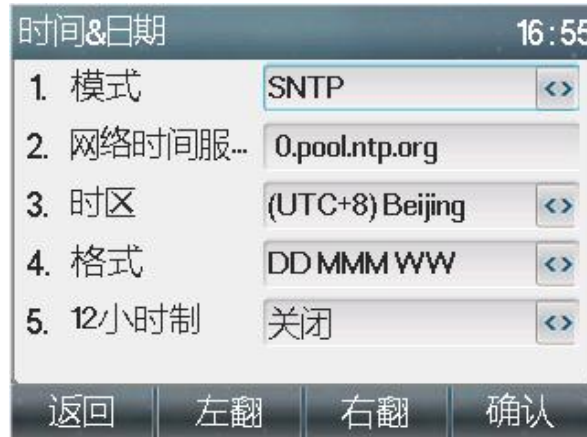 时间&日期 16:55
1. 模式 SNTP <>
2. 网络时间服... 0.pool.ntp.org
3. 时区 (UTC+8) Beijing <>
4. 格式 DD MMM WW <>
5. 12小时制 关闭 <>
返回 左翻 右翻 确认